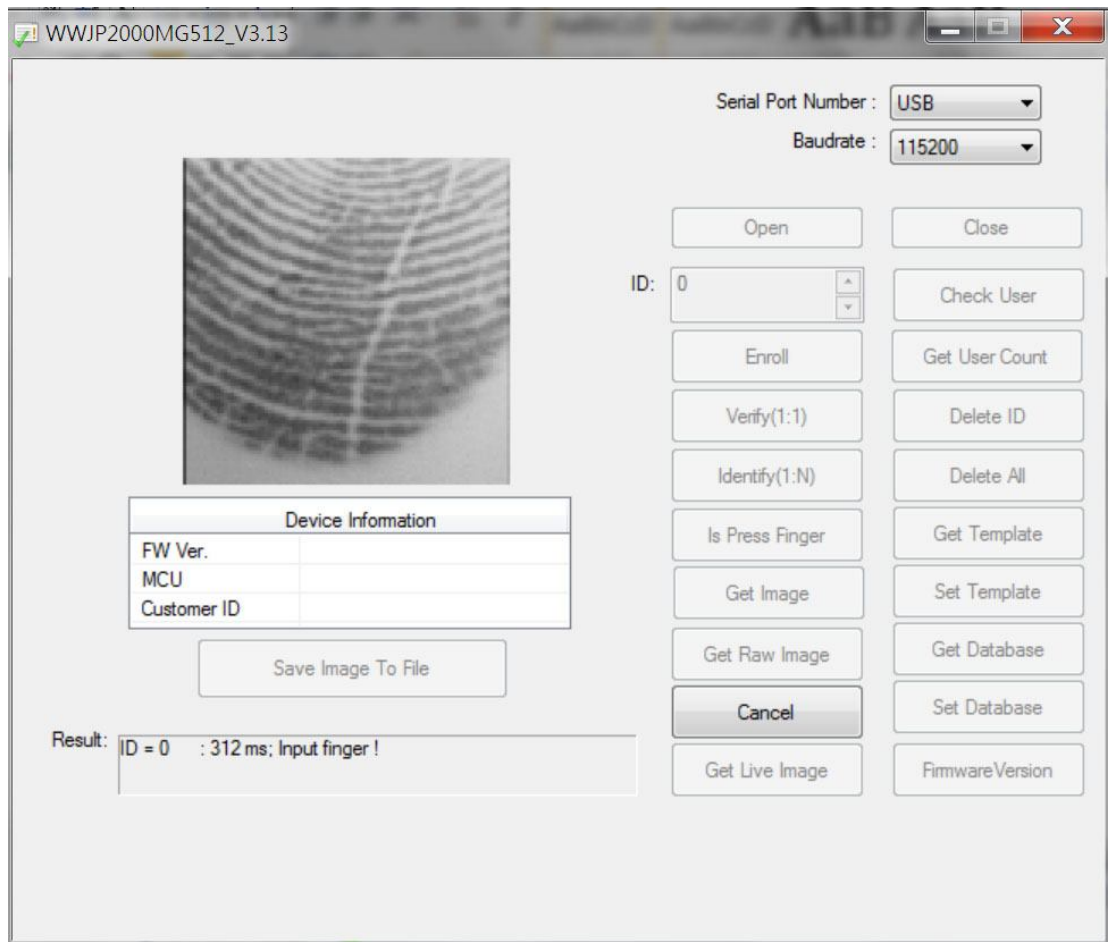 WWJP2000MG512_V3.13
Serial Port Number : USB
Baudrate : 115200
Open Close
ID: 0 Check User
Enroll Get User Count
Verify(1:1) Delete ID
Identify(1:N) Delete All
Is Press Finger Get Template
Get Image Set Template
Get Raw Image Get Database
Cancel Set Database
Get Live Image FirmwareVersion
Device Information
FW Ver.
MCU
Customer ID
Save Image To File
Result: ID = 0 : 312 ms; Input finger !